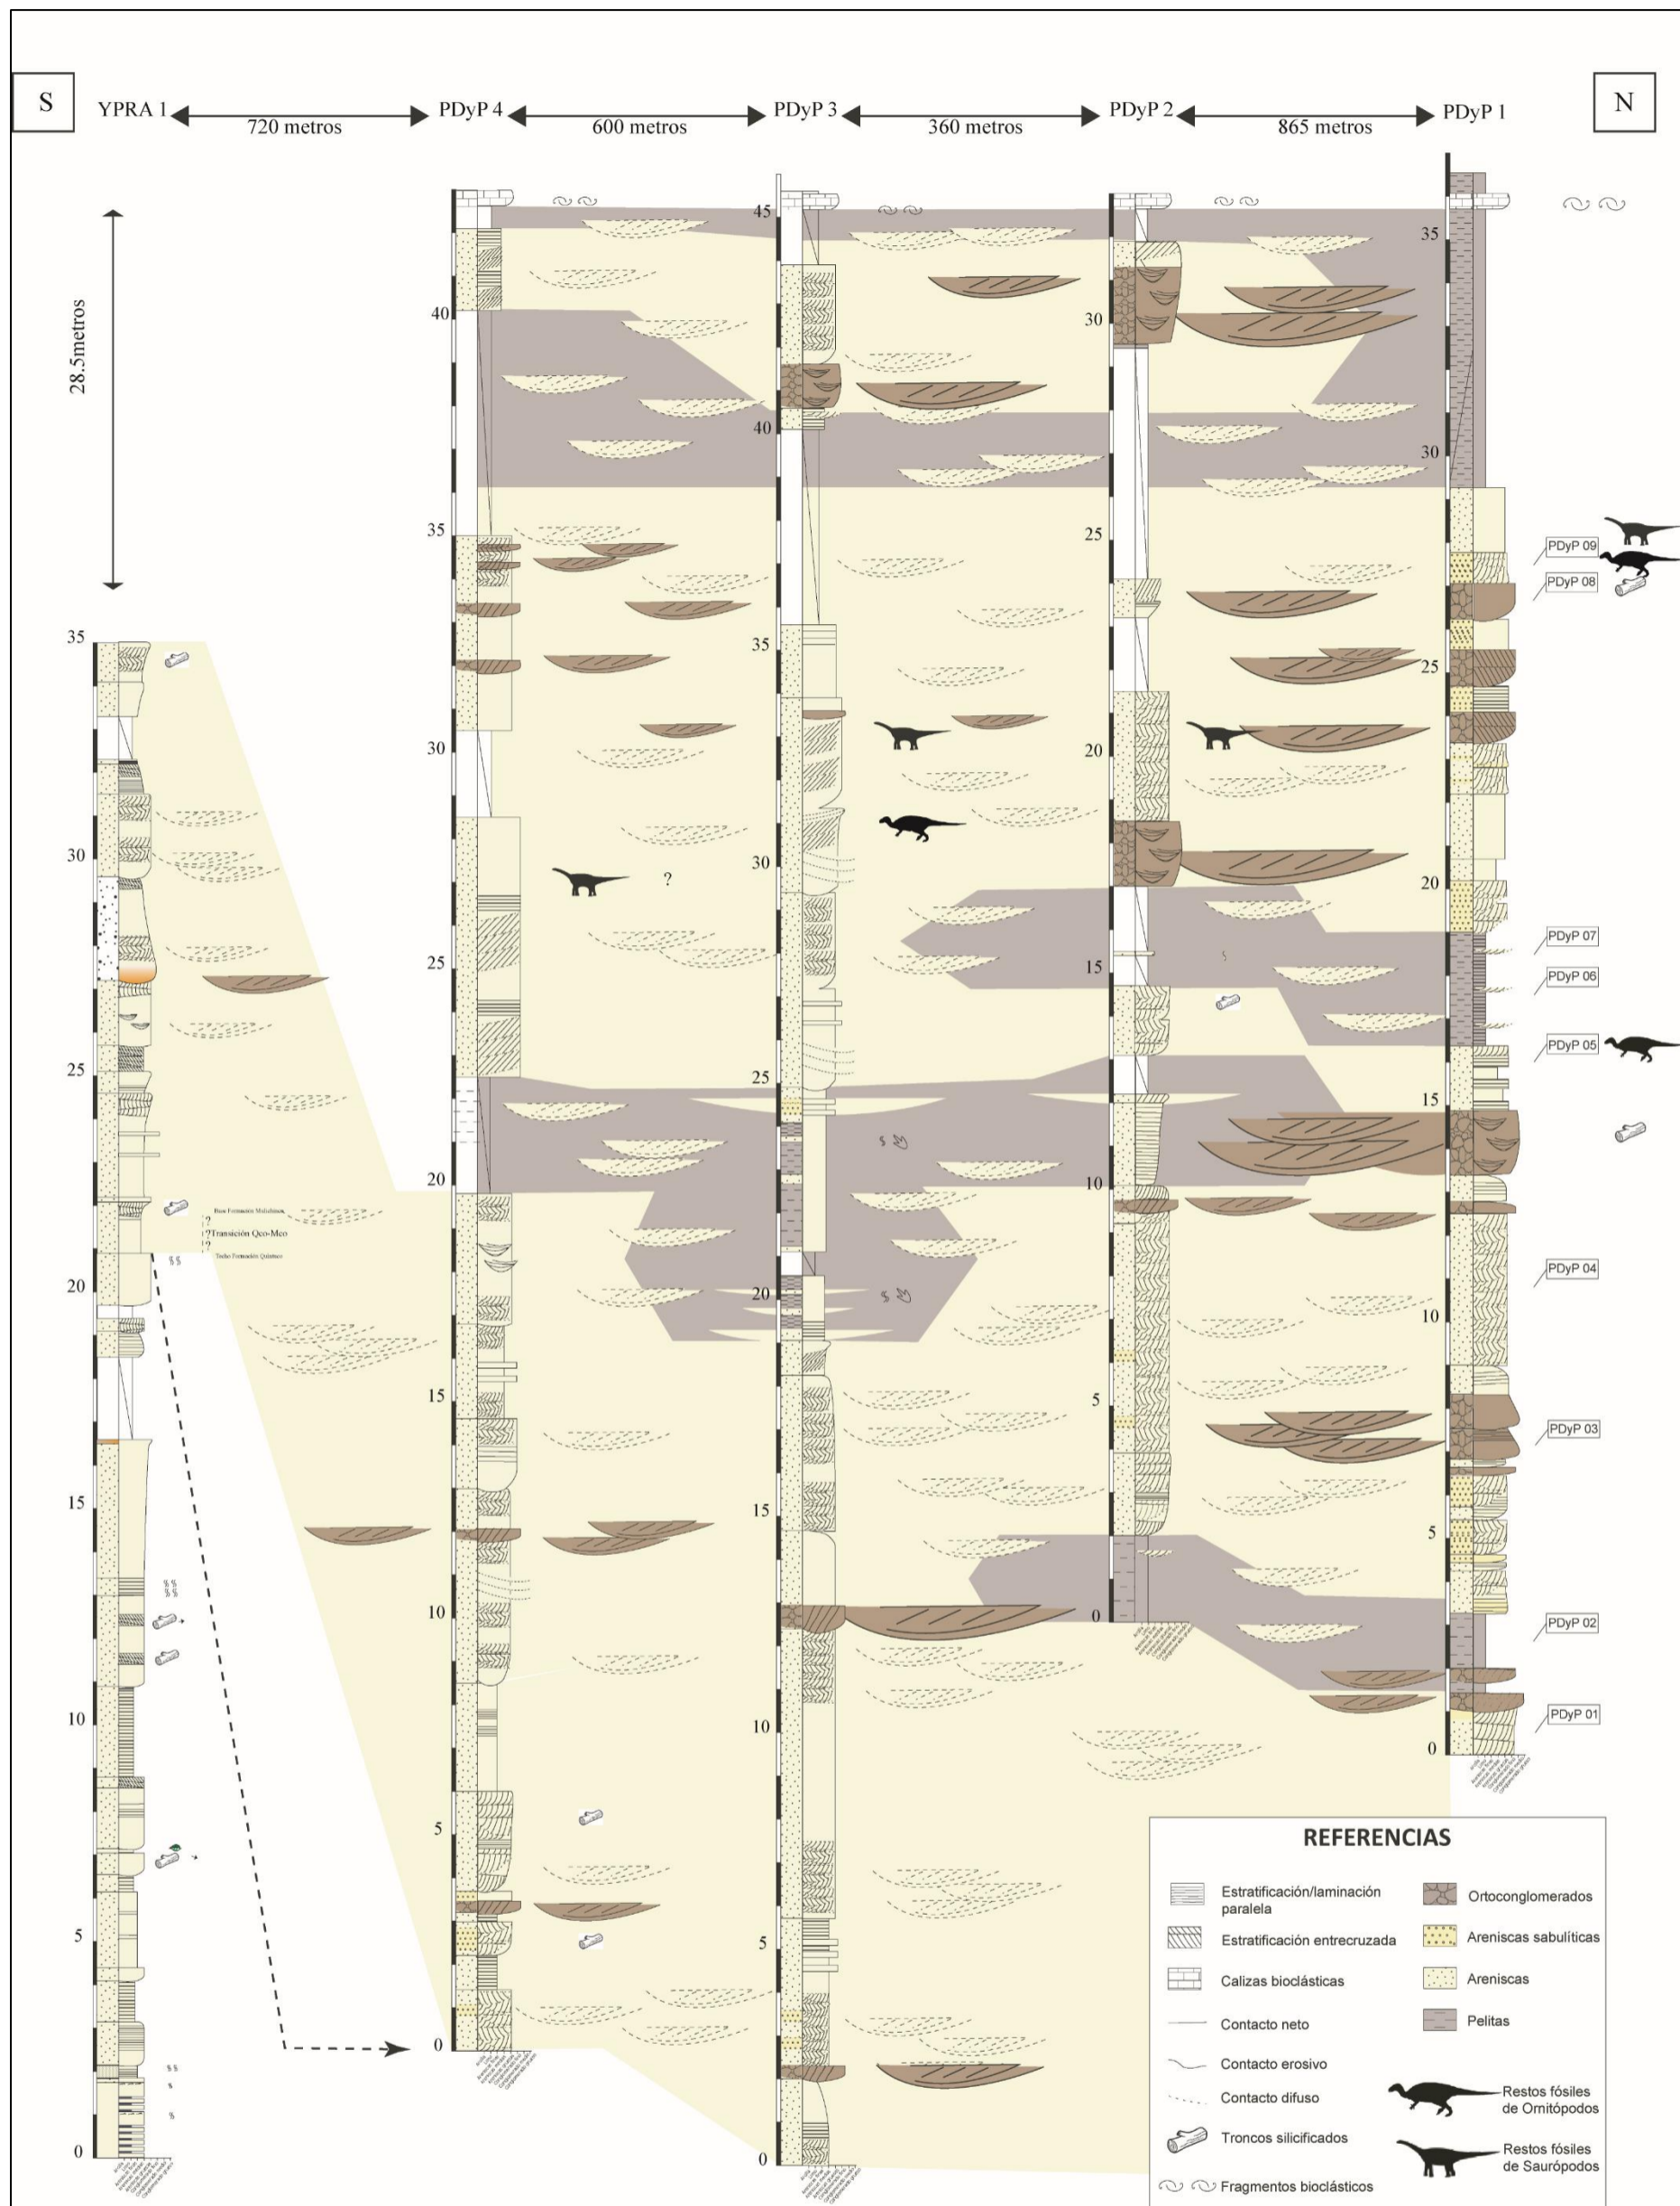 S
YPRA 1
720 metros
PDyP 4
600 metros
PDyP 3
360 metros
PDyP 2
865 metros
PDyP 1
N
28.5metros
35
30
25
20
15
10
5
0
Transición Qco-Mco
?
?
?
40
35
30
25
20
15
10
5
0
?
45
40
35
30
25
20
15
10
5
0
30
25
20
15
10
5
0
35
30
25
20
15
10
5
0
PDyP 09
PDyP 08
PDyP 07
PDyP 06
PDyP 05
PDyP 04
PDyP 03
PDyP 02
PDyP 01
REFERENCIAS
Estratificación/laminación
paralela
Estratificación entrecruzada
Calizas bioclásticas
Contacto neto
Contacto erosivo
Contacto difuso
Troncos silicificados
Fragmentos bioclásticos
Ortoconglomerados
Areniscas sabulíticas
Areniscas
Pelitas
Restos fósiles
de Ornitópodos
Restos fósiles
de Saurópodos